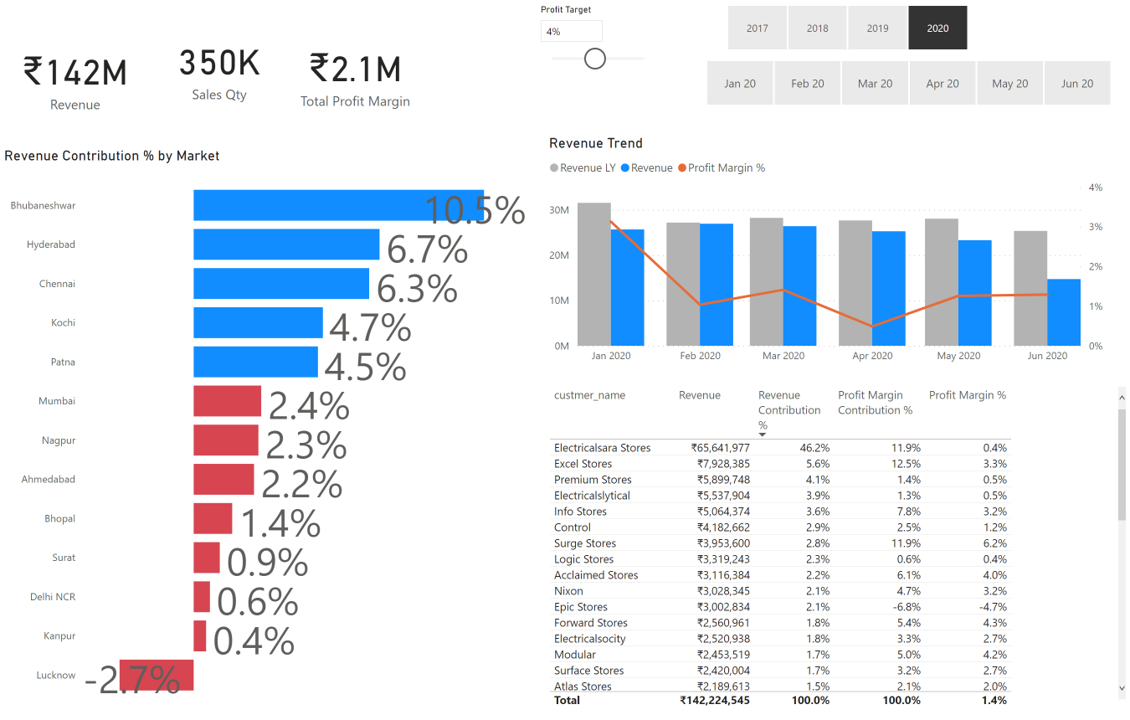 ₹142M
Revenue
350K
Sales Qty
₹2.1M
Total Profit Margin
Profit Target
4%
2017 2018 2019 2020
Jan 20 Feb 20 Mar 20 Apr 20 May 20 Jun 20
Revenue Contribution % by Market
Bhubaneshwar 10.5%
Hyderabad 6.7%
Chennai 6.3%
Kochi 4.7%
Patna 4.5%
Mumbai 2.4%
Nagpur 2.3%
Ahmedabad 2.2%
Bhopal 1.4%
Surat 0.9%
Delhi NCR 0.6%
Kanpur 0.4%
Lucknow -2.7%
Revenue Trend
Revenue LY Revenue Profit Margin %
4%
30M 3%
20M
2%
10M 1%
0M 0%
Jan 2020 Feb 2020 Mar 2020 Apr 2020 May 2020 Jun 2020
custmer_name Revenue Revenue Contribution % Profit Margin Contribution % Profit Margin %
Electricalsara Stores ₹65,641,977 46.2% 11.9% 0.4%
Excel Stores ₹7,928,385 5.6% 12.5% 3.3%
Premium Stores ₹5,899,748 4.1% 1.4% 0.5%
Electricalslytical ₹5,537,904 3.9% 1.3% 0.5%
Info Stores ₹5,064,374 3.6% 7.8% 3.2%
Control ₹4,182,662 2.9% 2.5% 1.2%
Surge Stores ₹3,953,600 2.8% 11.9% 6.2%
Logic Stores ₹3,319,243 2.3% 0.6% 0.4%
Acclaimed Stores ₹3,116,384 2.2% 6.1% 4.0%
Nixon ₹3,028,345 2.1% 4.7% 3.2%
Epic Stores ₹3,002,834 2.1% -6.8% -4.7%
Forward Stores ₹2,560,961 1.8% 5.4% 4.3%
Electricalsocity ₹2,520,938 1.8% 3.3% 2.7%
Modular ₹2,453,519 1.7% 5.0% 4.2%
Surface Stores ₹2,420,004 1.7% 3.2% 2.7%
Atlas Stores ₹2,189,613 1.5% 2.1% 2.0%
Total ₹142,224,545 100.0% 100.0% 1.4%